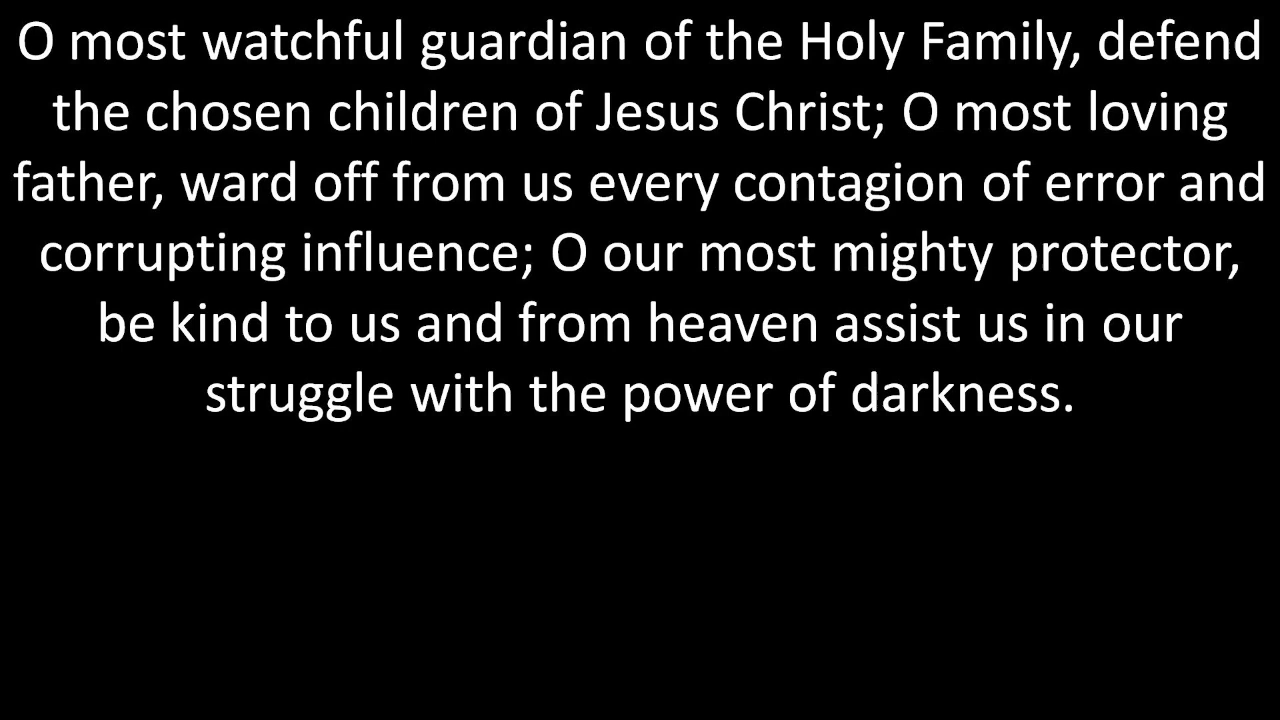 O most watchful guardian of the Holy Family, defend
the chosen children of Jesus Christ; O most loving
father, ward off from us every contagion of error and
corrupting influence; O our most mighty protector,
be kind to us and from heaven assist us in our
struggle with the power of darkness.